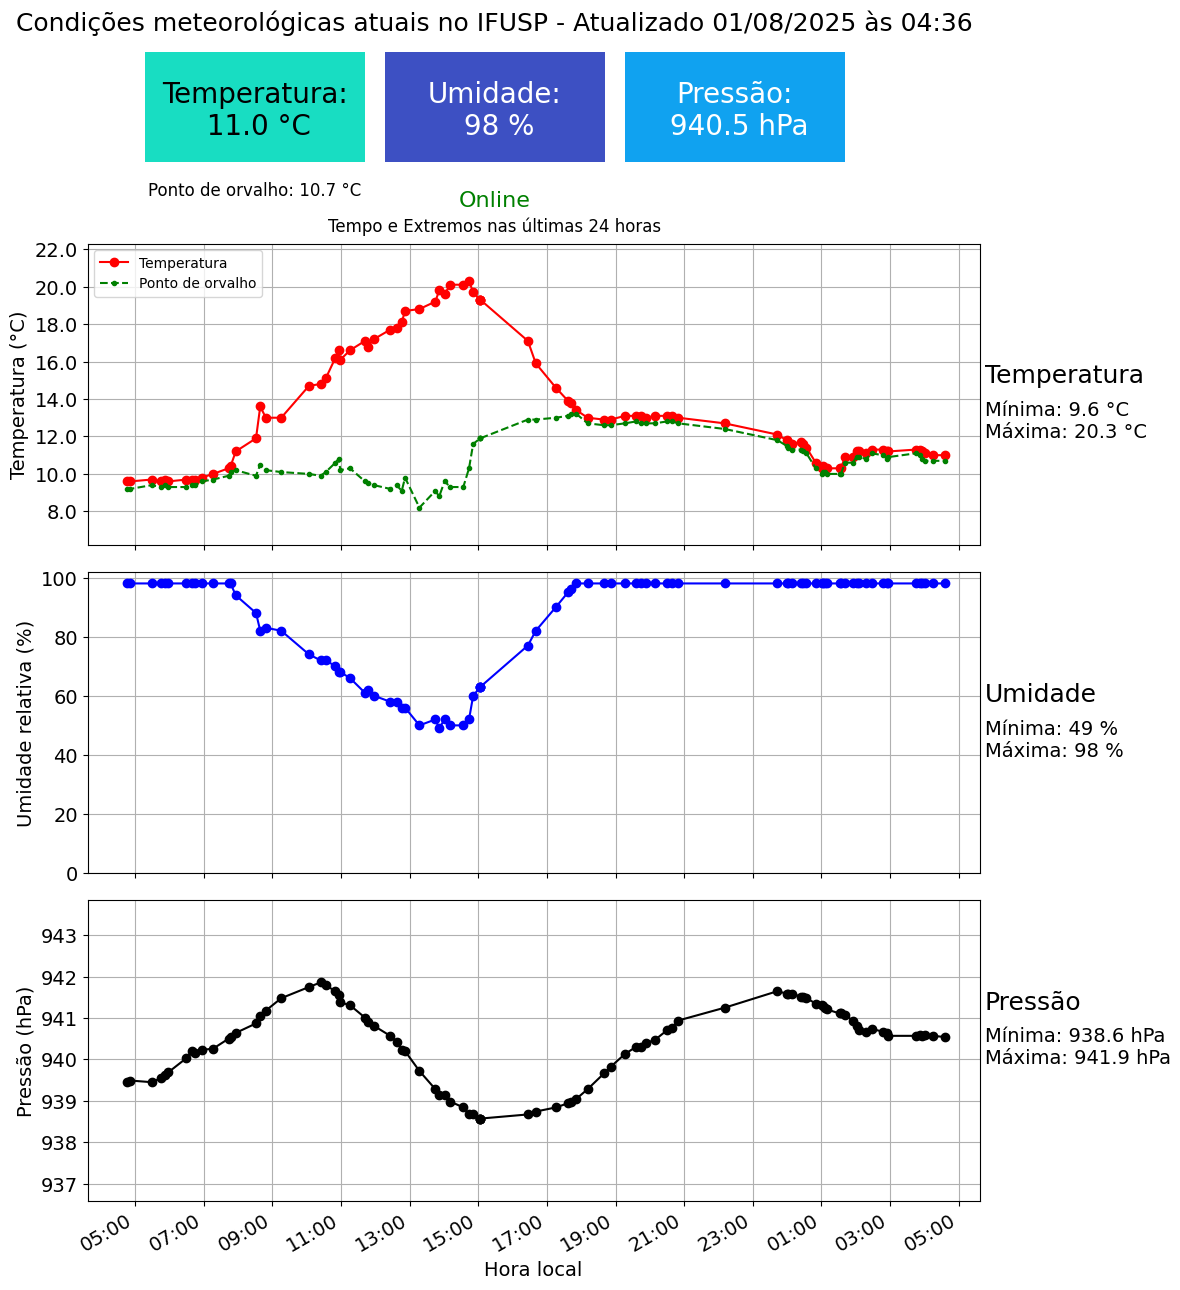 Condições meteorológicas atuais no IFUSP - Atualizado 01/08/2025 às 04:36
Temperatura:
11.0 °C
Umidade:
98 %
Pressão:
940.5 hPa
Ponto de orvalho: 10.7 °C
Online
Tempo e Extremos nas últimas 24 horas
Temperatura (°C)
22.0
20.0
18.0
16.0
14.0
12.0
10.0
8.0
Temperatura
Ponto de orvalho
Temperatura
Mínima: 9.6 °C
Máxima: 20.3 °C
Umidade relativa (%)
100
80
60
40
20
0
Umidade
Mínima: 49 %
Máxima: 98 %
Pressão (hPa)
943
942
941
940
939
938
937
Pressão
Mínima: 938.6 hPa
Máxima: 941.9 hPa
05:00 07:00 09:00 11:00 13:00 15:00 17:00 19:00 21:00 23:00 01:00 03:00 05:00
Hora local